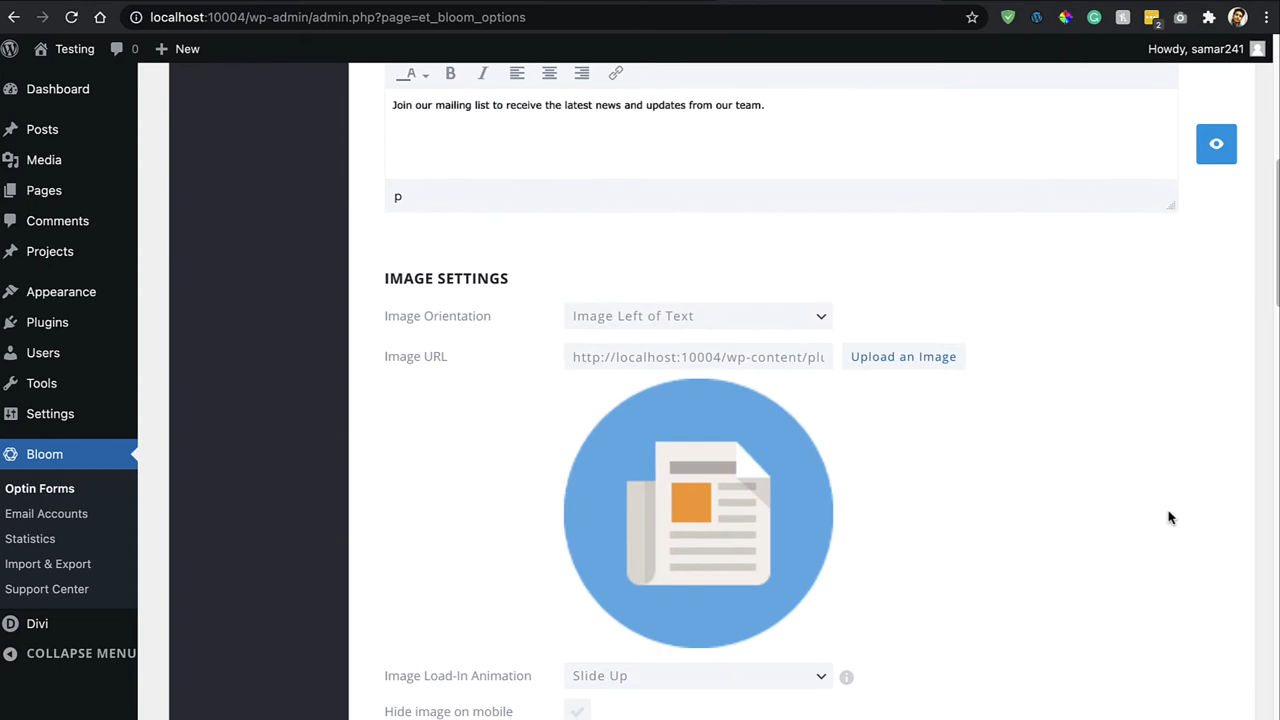 localhost:10004/wp-admin/admin.php?page=et_bloom_options
2
Testing
0
New
Howdy, samar241
Dashboard
Posts
Media
Pages
Comments
Projects
Appearance
Plugins
Users
Tools
Settings
Bloom
Optin Forms
Email Accounts
Statistics
Import & Export
Support Center
Divi
COLLAPSE MENU
A B I
Join our mailing list to receive the latest news and updates from our team.
p
IMAGE SETTINGS
Image Orientation
Image Left of Text
Image URL
http://localhost:10004/wp-content/plu
Upload an Image
Image Load-In Animation
Slide Up
Hide image on mobile